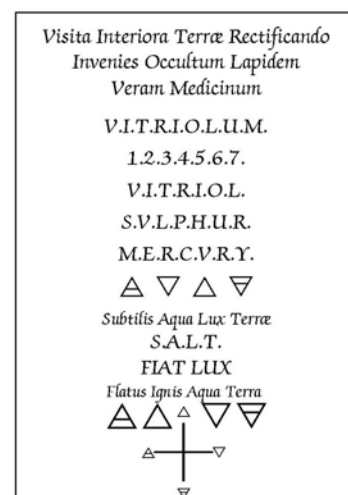 Visita Interiora Terræ Rectificando
Invenies Occultum Lapidem
Veram Medicinum
V.I.T.R.I.O.L.U.M.
1.2.3.4.5.6.7.
V.I.T.R.I.O.L.
S.V.L.P.H.U.R.
M.E.R.C.V.R.Y.
🜁 🜄 🜂 🜃
Subtilis Aqua Lux Terræ
S.A.L.T.
FIAT LUX
Flatus Ignis Aqua Terra
🜁 🜂 🜂 🜄 🜃
🜁 🜄
🜃